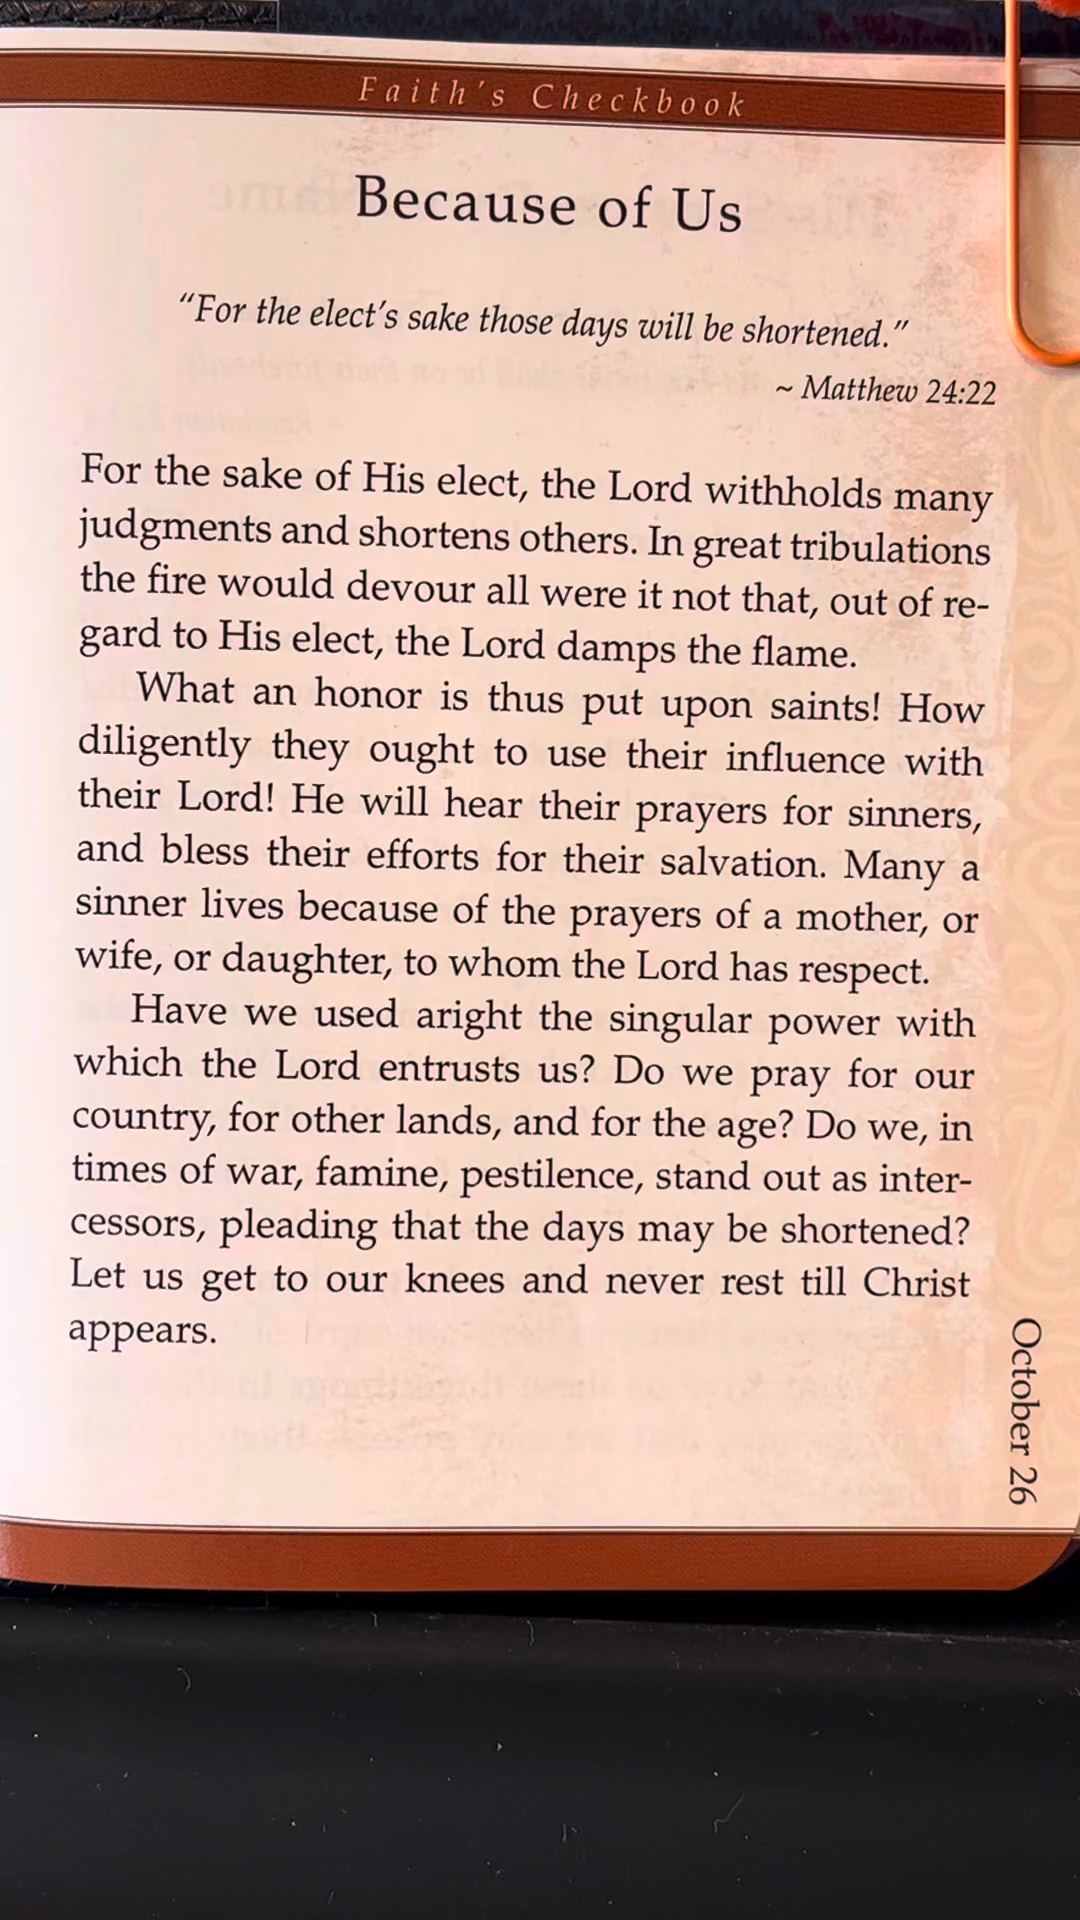 Faith's Checkbook
Because of Us
“For the elect's sake those days will be shortened.”
~ Matthew 24:22
For the sake of His elect, the Lord withholds many
judgments and shortens others. In great tribulations
the fire would devour all were it not that, out of re-
gard to His elect, the Lord damps the flame.
What an honor is thus put upon saints! How
diligently they ought to use their influence with
their Lord! He will hear their prayers for sinners,
and bless their efforts for their salvation. Many a
sinner lives because of the prayers of a mother, or
wife, or daughter, to whom the Lord has respect.
Have we used aright the singular power with
which the Lord entrusts us? Do we pray for our
country, for other lands, and for the age? Do we, in
times of war, famine, pestilence, stand out as inter-
cessors, pleading that the days may be shortened?
Let us get to our knees and never rest till Christ
appears.
October 26